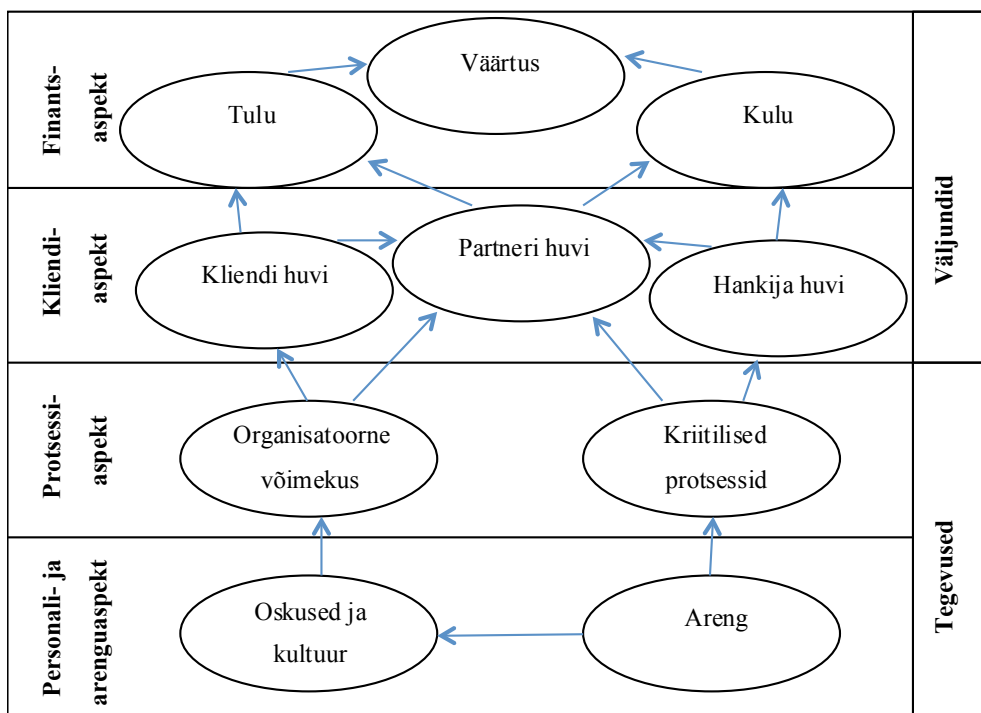 Finants-
aspekt
Väärtus
Tulu
Kulu
Väljundid
Kliendi-
aspekt
Partneri huvi
Kliendi huvi
Hankija huvi
Protsessi-
aspekt
Organisatoorne
võimekus
Kriitilised
protsessid
Tegevused
Personali- ja
arenguaspekt
Oskused ja
kultuur
Areng